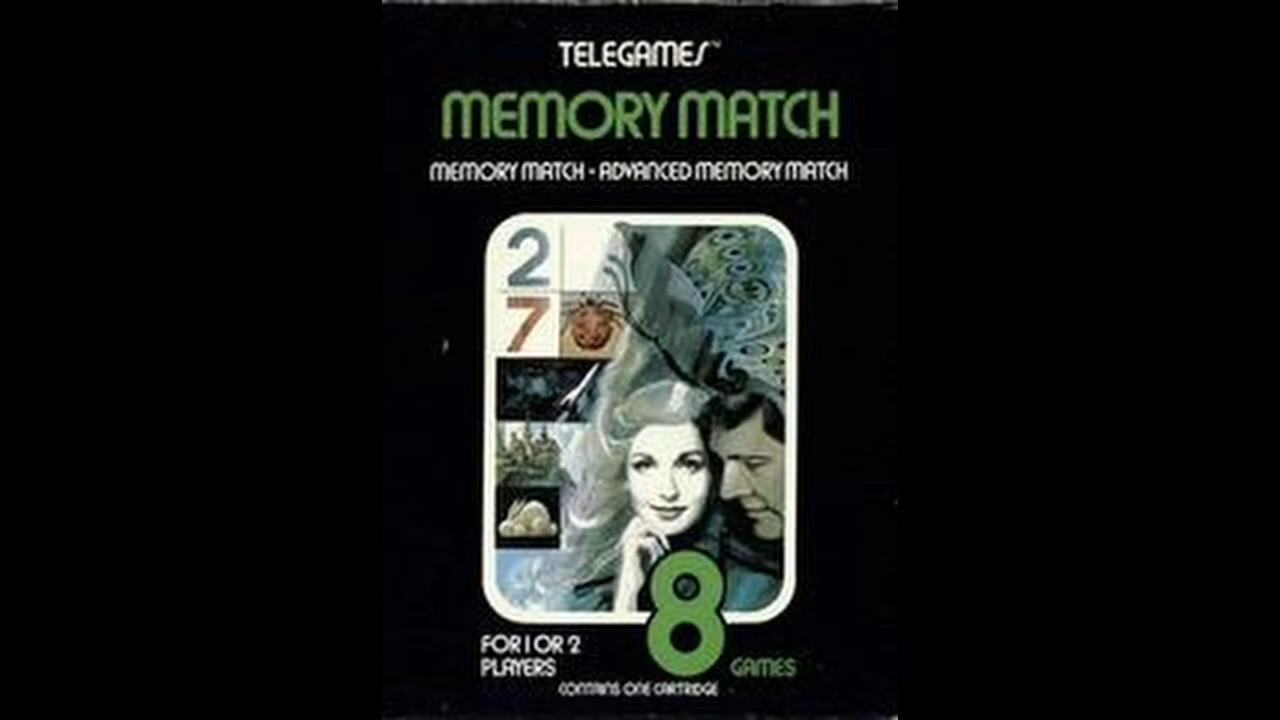 TELEGAMES™
MEMORY MATCH
MEMORY MATCH - ADVANCED MEMORY MATCH
2
7
8
FOR 1 OR 2
PLAYERS
GAMES
CONTAINS ONE CARTRIDGE